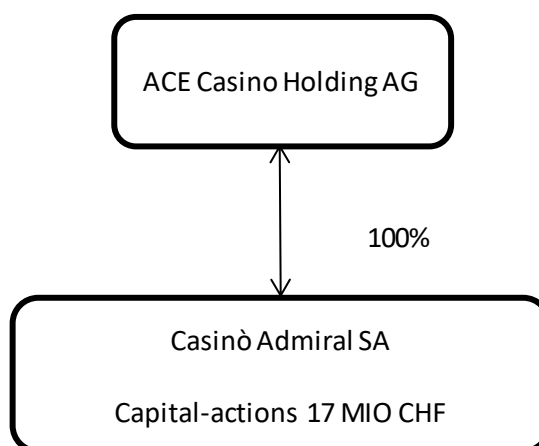 ACE Casino Holding AG
100%
Casinò Admiral SA
Capital-actions 17 MIO CHF